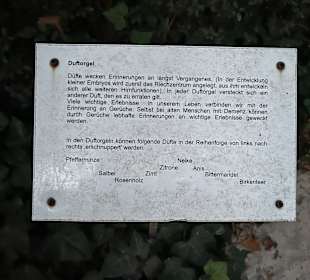 Duftorgel
Düfte wecken Erinnerungen an längst Vergangenes. (In der Entwicklung
kleiner Embryos wird zuerst das Riechzentrum angelegt, aus ihm entwickeln
sich alle weiteren Hirnfunktionen.) In jeder Duftorgel versteckt sich ein
anderer Duft, den es zu erraten gilt.
Viele wichtige Erlebnisse in unserem Leben verbinden wir mit der
Erinnerung an Gerüche. Selbst bei alten Menschen mit Demenz können
durch Gerüche lebhafte Erinnerungen an wichtige Erlebnisse geweckt
werden.
In den Duftorgeln können folgende Düfte in der Reihenfolge von links nach
rechts "erschnuppert" werden:
Pfefferminze Nelke
Zitrone Anis
Salbei Zimt Bittermandel
Rosenholz Birkenteer